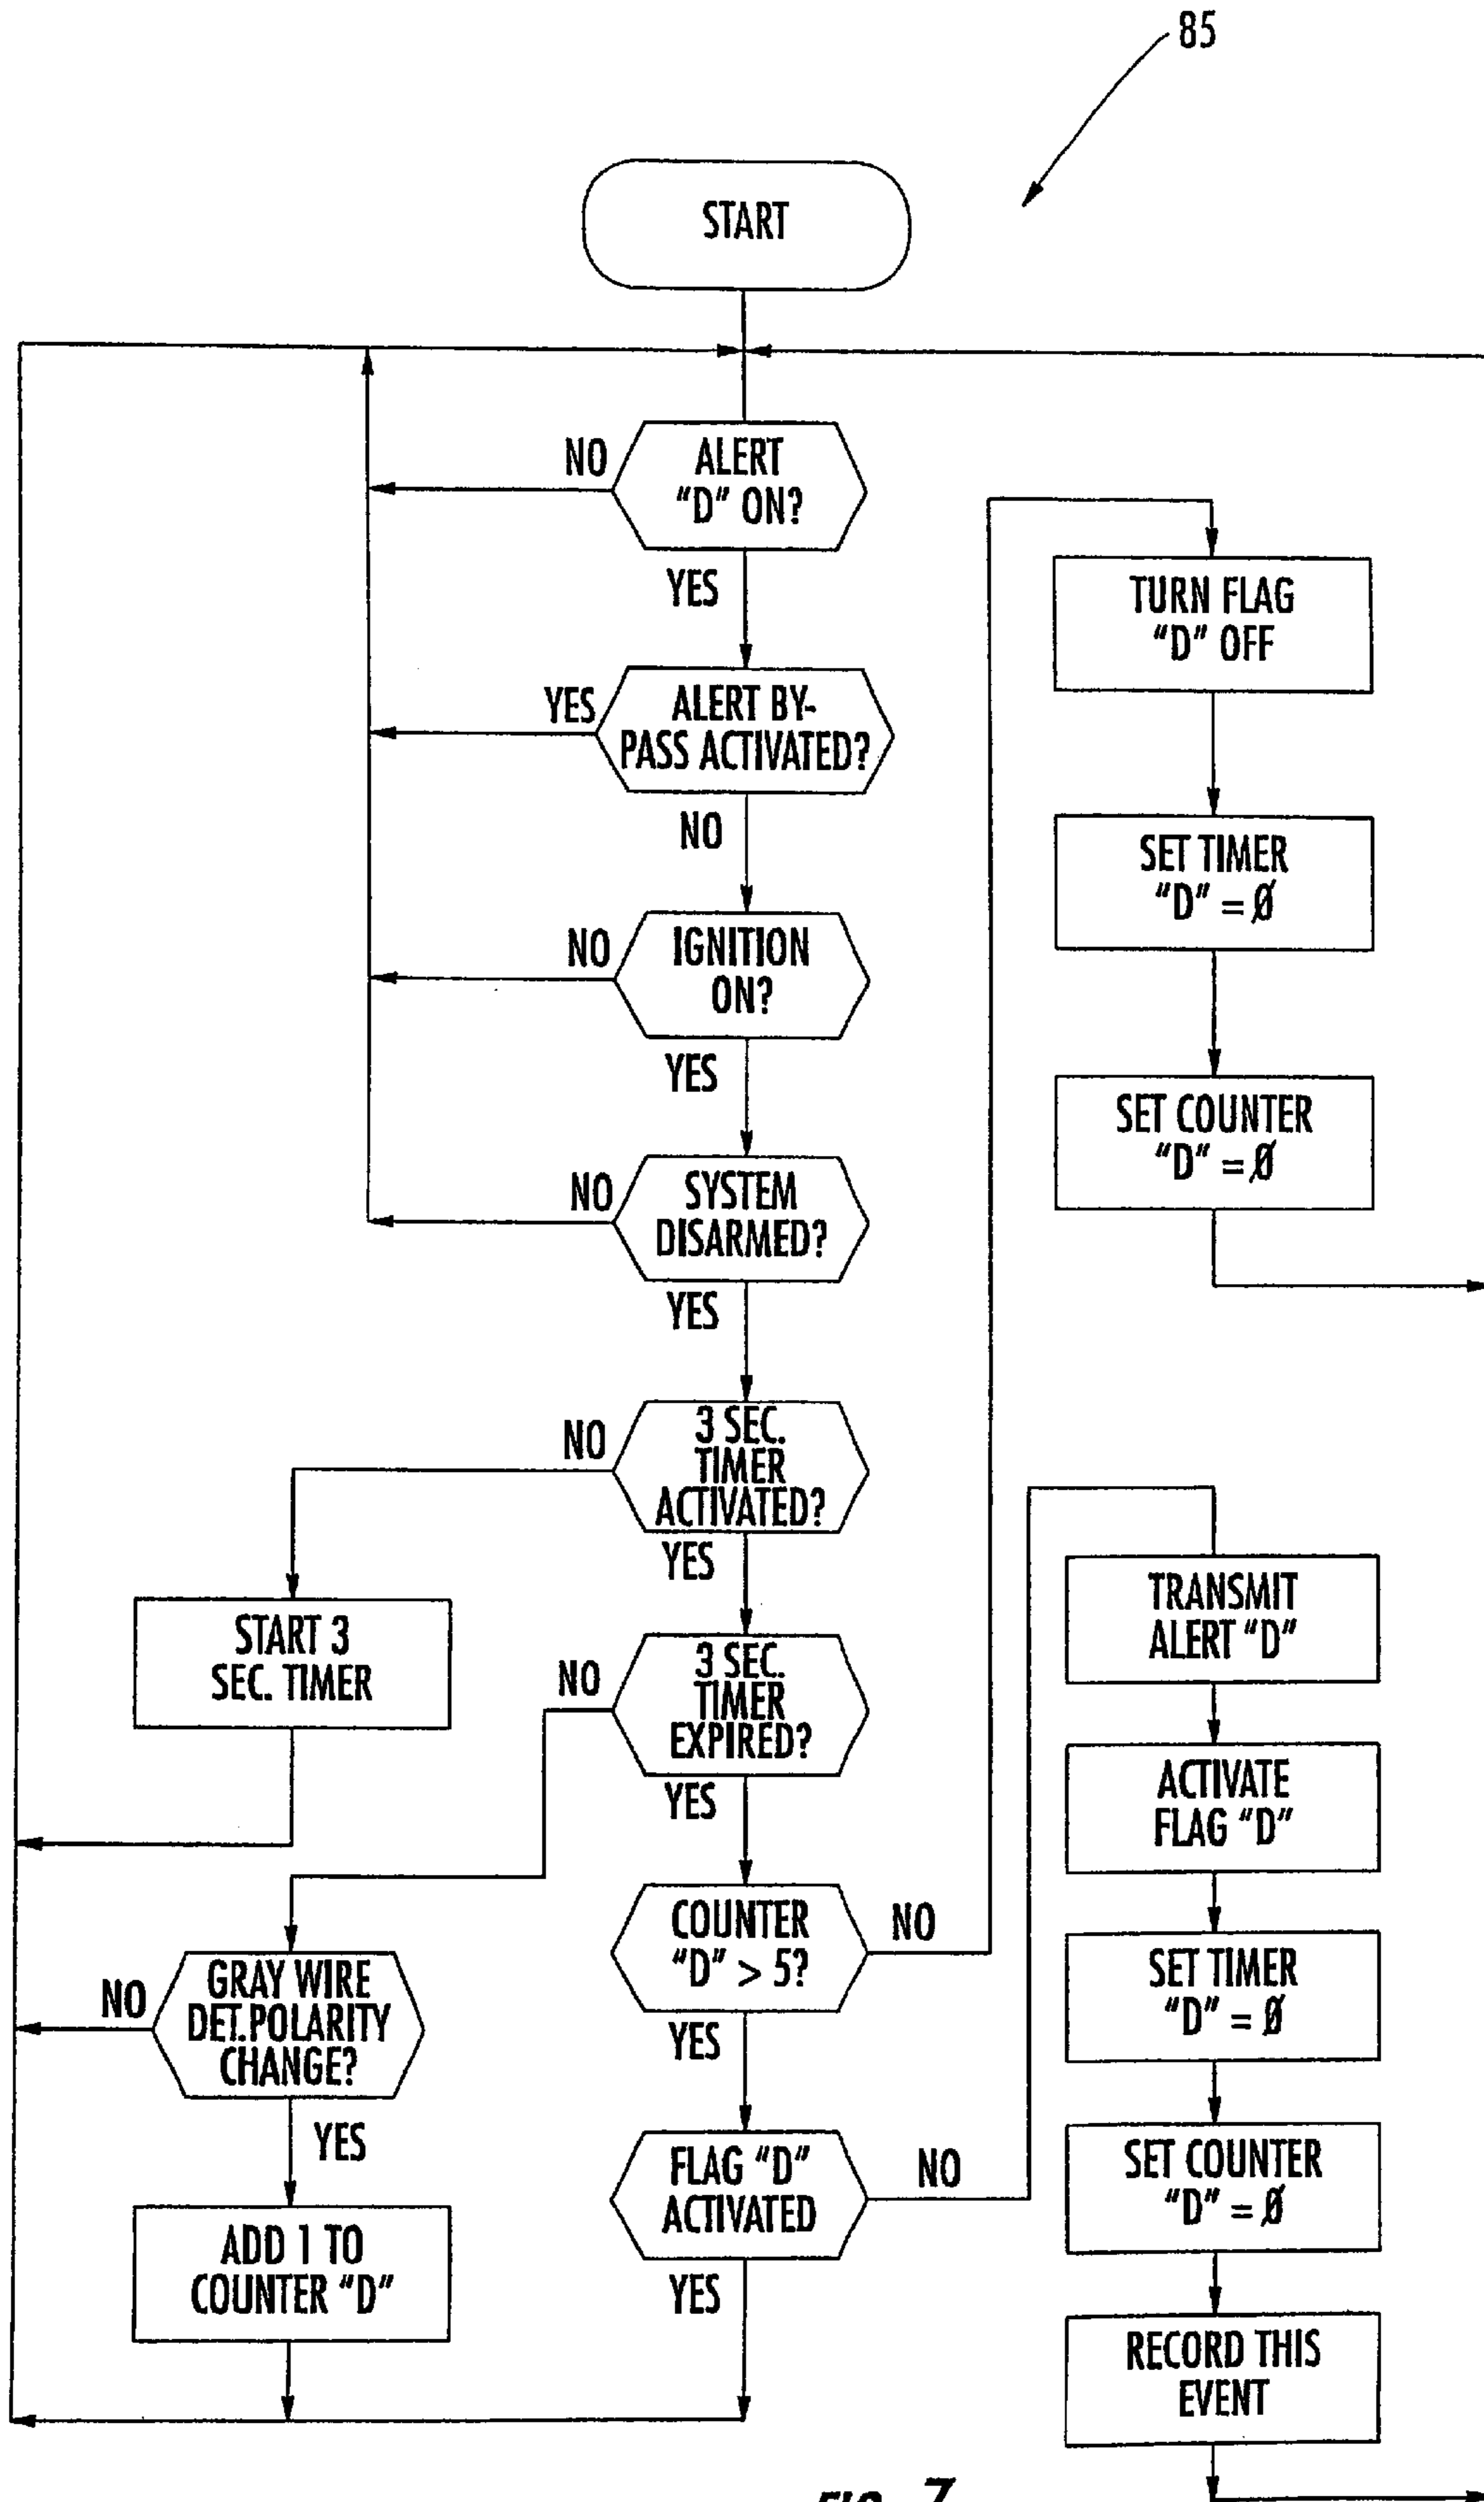 85
START
NO
ALERT
“D” ON?
YES
YES
ALERT BY-
PASS ACTIVATED?
NO
NO
IGNITION
ON?
YES
NO
SYSTEM
DISARMED?
YES
NO
3 SEC.
TIMER
ACTIVATED?
YES
START 3
SEC. TIMER
NO
3 SEC.
TIMER
EXPIRED?
YES
NO
GRAY WIRE
DET. POLARITY
CHANGE?
YES
ADD 1 TO
COUNTER “D”
COUNTER
“D” > 5?
NO
YES
FLAG “D”
ACTIVATED
NO
YES
TURN FLAG
“D” OFF
SET TIMER
“D” = Ø
SET COUNTER
“D” = Ø
TRANSMIT
ALERT “D”
ACTIVATE
FLAG “D”
SET TIMER
“D” = Ø
SET COUNTER
“D” = Ø
RECORD THIS
EVENT
FIG. 7